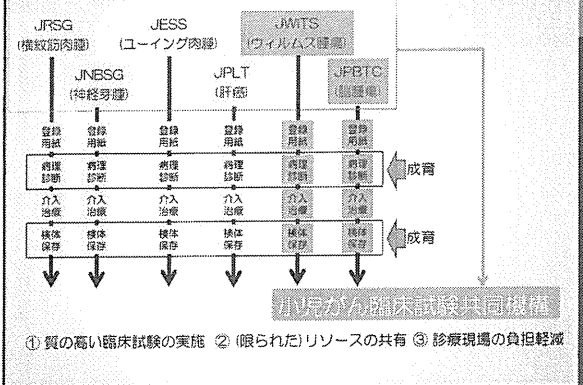 JRSG JESS JWiTS
(横紋筋肉腫) (ユーイング肉腫) (ウィルムス腫瘍)
JNBSG JPLT JPBTC
(神経芽腫) (肝癌) (脳腫瘍)
登録 登録 登録 登録 登録 登録
用紙 用紙 用紙 用紙 用紙 用紙
病理 病理 病理 病理 病理 病理
診断 診断 診断 診断 診断 診断
成育
介入 介入 介入 介入 介入 介入
治療 治療 治療 治療 治療 治療
検体 検体 検体 検体 検体 検体
保存 保存 保存 保存 保存 保存
成育
小児がん臨床試験共同機構
① 質の高い臨床試験の実施 ② (限られた)リソースの共有 ③ 診療現場の負担軽減